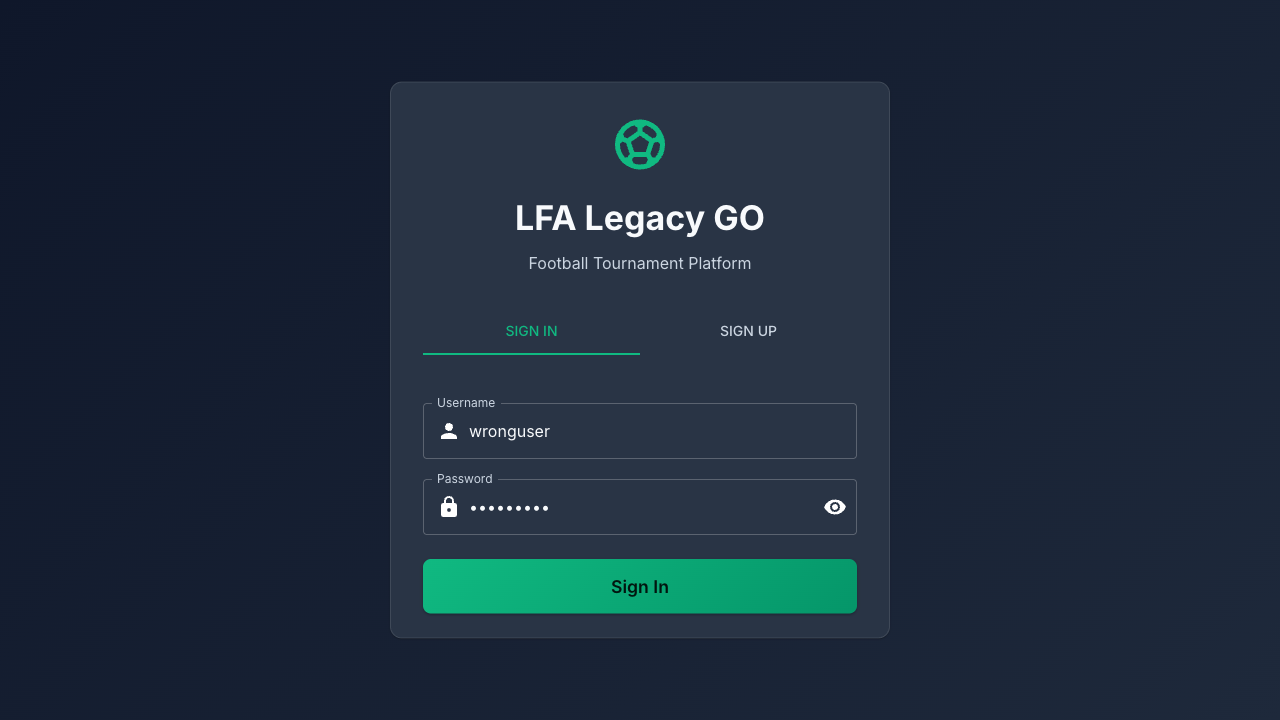 LFA Legacy GO
Football Tournament Platform
SIGN IN
SIGN UP
Username
wronguser
Password
•••••••••
Sign In